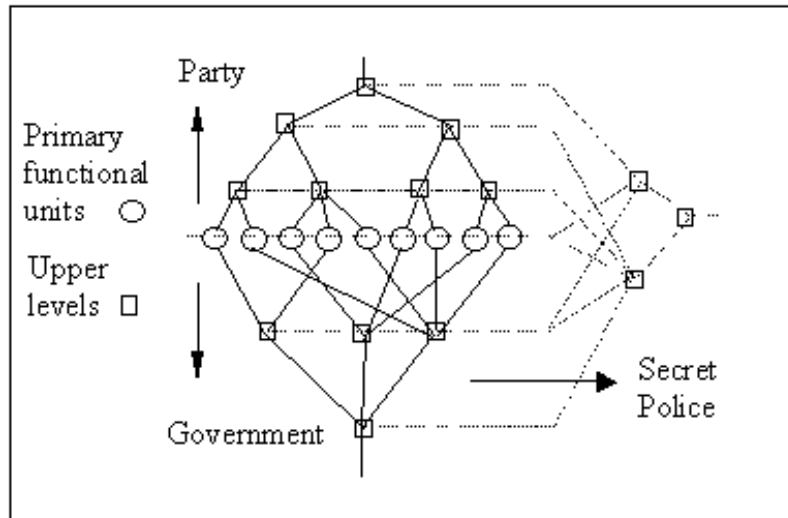 Party
Primary
functional
units
Upper
levels
Secret
Police
Government